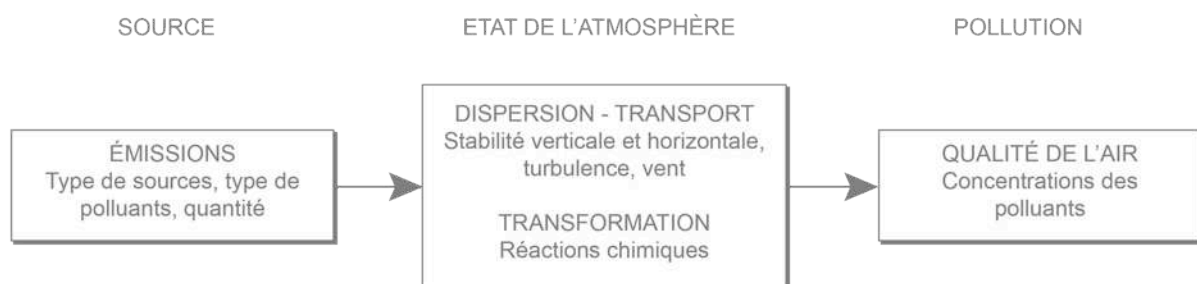 SOURCE
ETAT DE L'ATMOSPHÈRE
POLLUTION
ÉMISSIONS
Type de sources, type de
polluants, quantité
DISPERSION - TRANSPORT
Stabilité verticale et horizontale,
turbulence, vent
TRANSFORMATION
Réactions chimiques
QUALITÉ DE L'AIR
Concentrations des
polluants